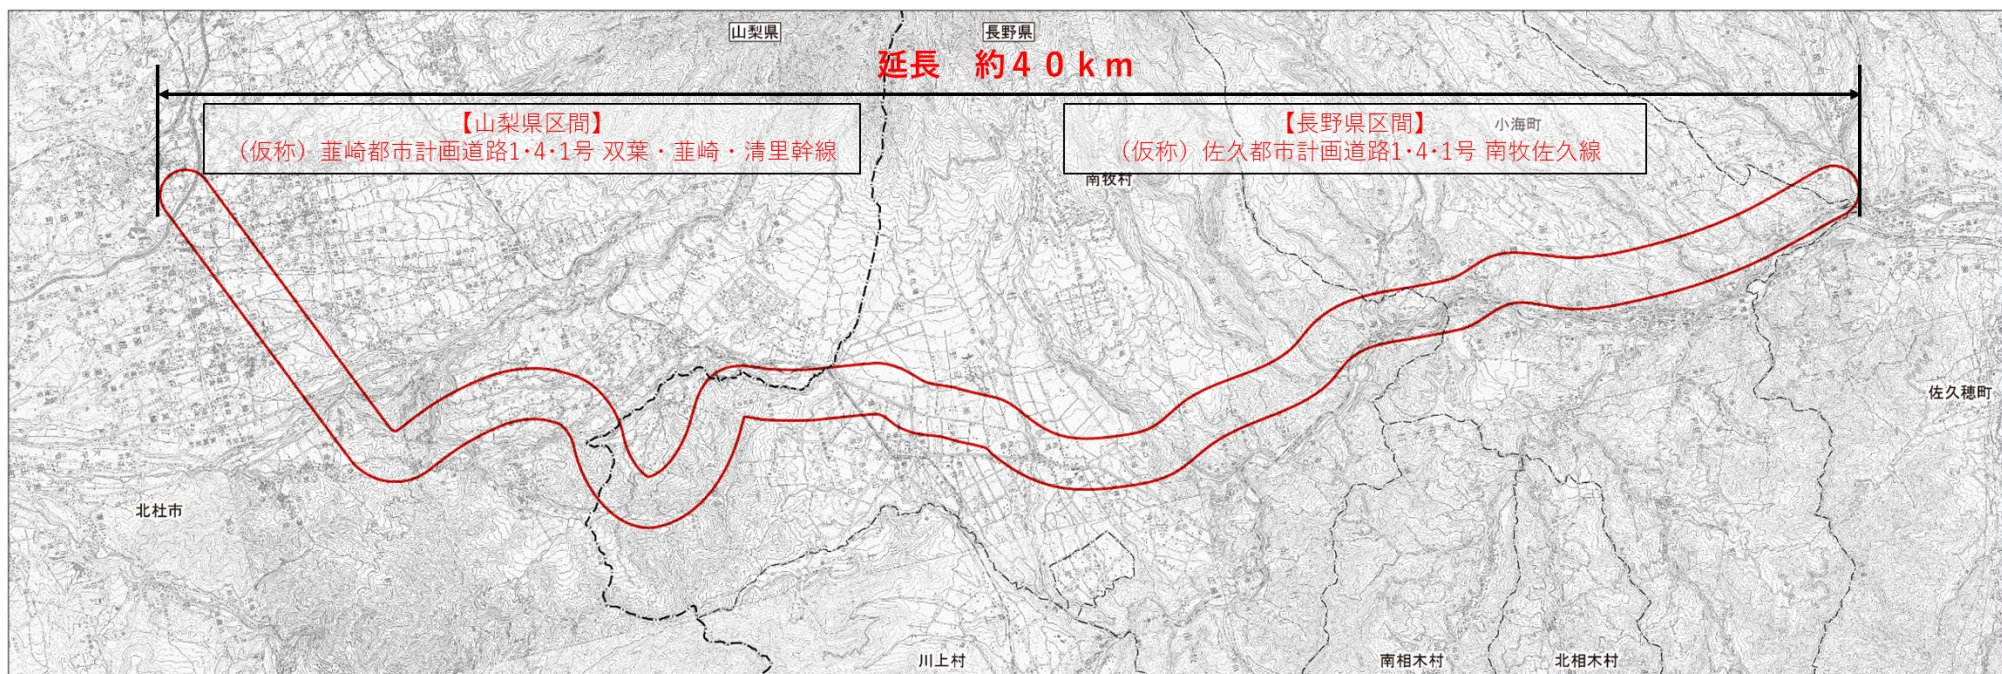 山梨県
長野県
延長　約４０ｋｍ
【山梨県区間】
（仮称）韮崎都市計画道路1・4・1号 双葉・韮崎・清里幹線
【長野県区間】
（仮称）佐久都市計画道路1・4・1号 南牧佐久線
小海町
南牧村
佐久穂町
北杜市
川上村
南相木村
北相木村